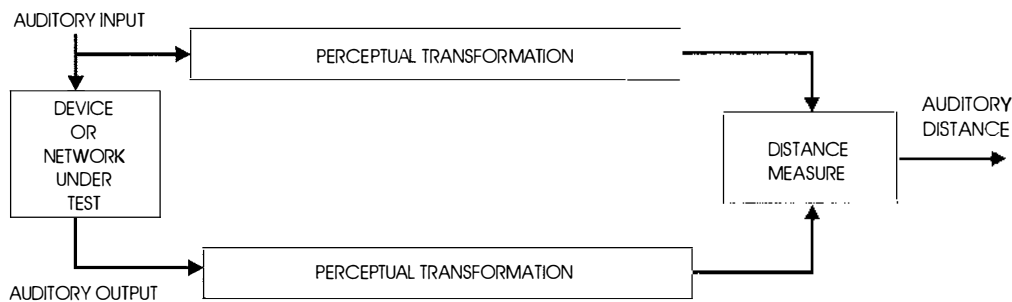 AUDITORY INPUT
PERCEPTUAL TRANSFORMATION
DEVICE
OR
NETWORK
UNDER
TEST
AUDITORY
DISTANCE
DISTANCE
MEASURE
PERCEPTUAL TRANSFORMATION
AUDITORY OUTPUT